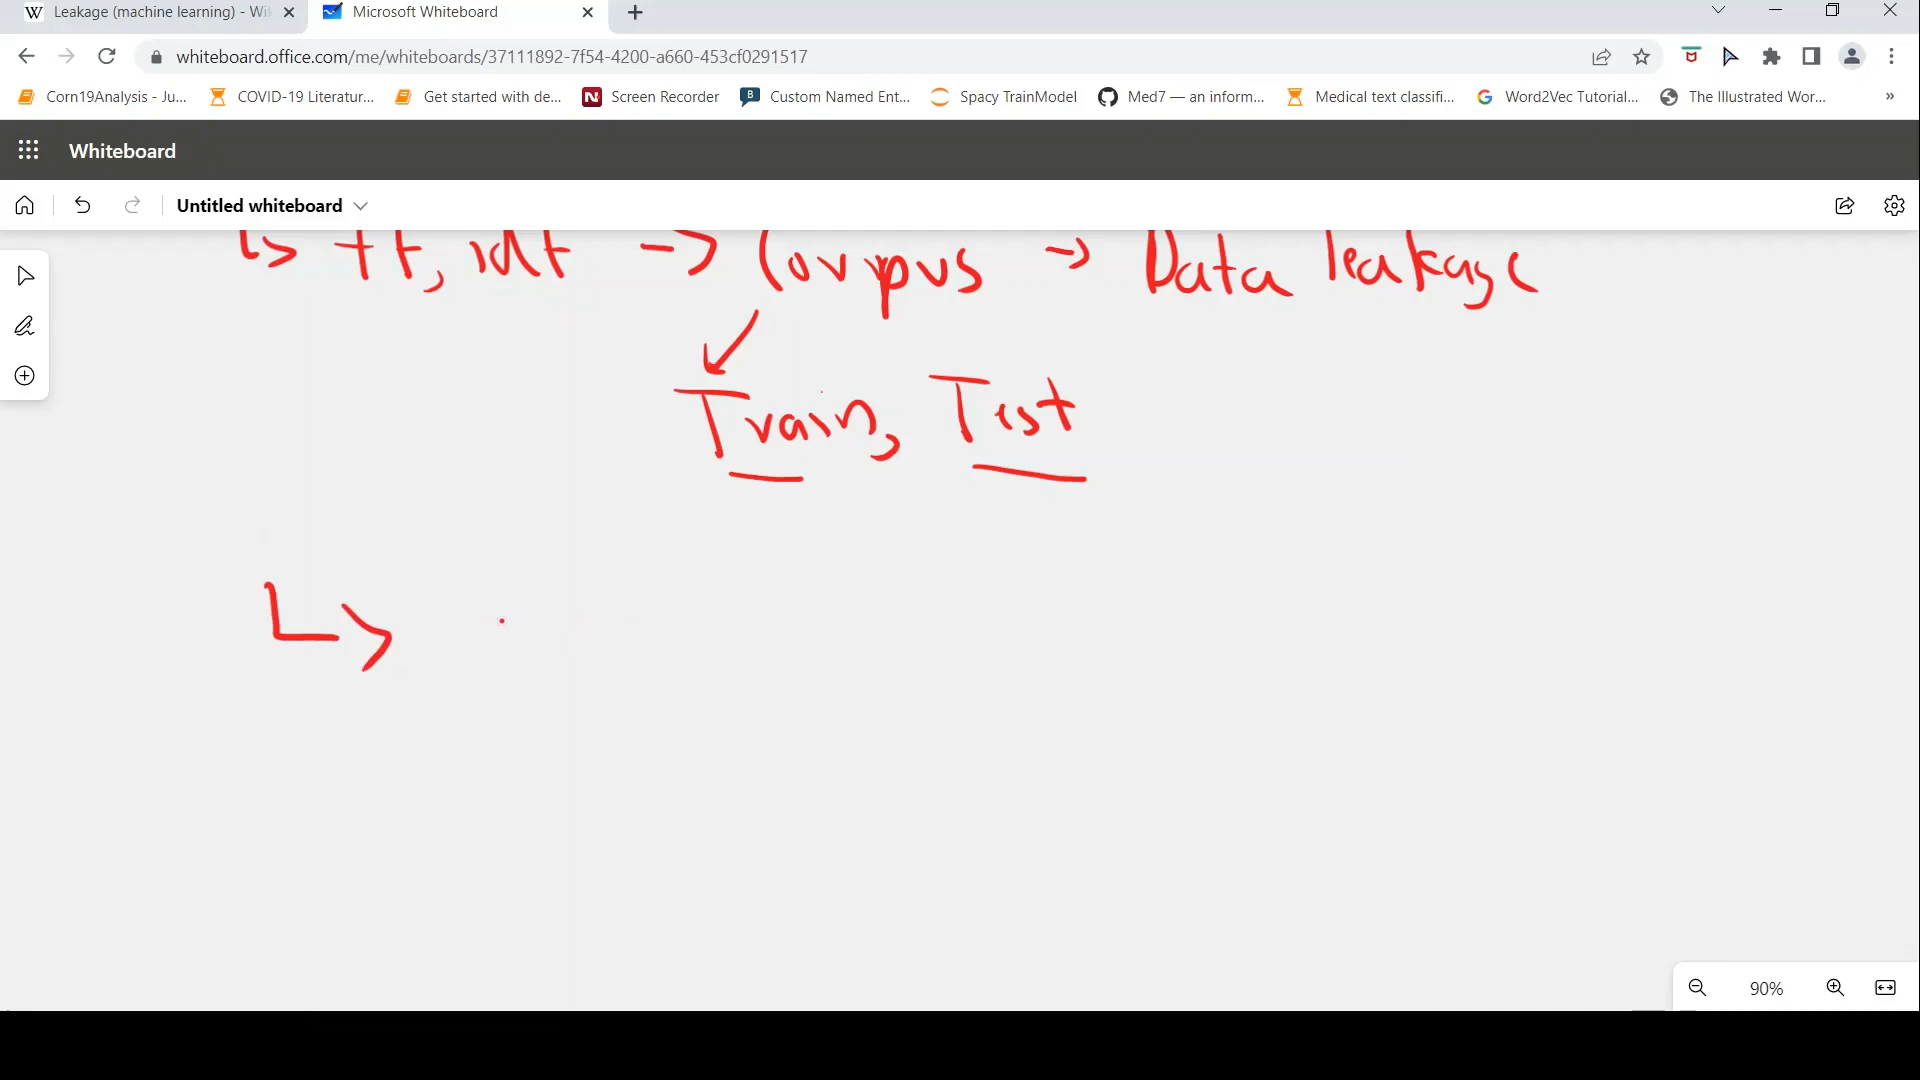 Leakage (machine learning) - Wi
Microsoft Whiteboard
whiteboard.office.com/me/whiteboards/37111892-7f54-4200-a660-453cf0291517
Corn19Analysis - Ju...
COVID-19 Literatur...
Get started with de...
Screen Recorder
Custom Named Ent...
Spacy TrainModel
Med7 — an inform...
Medical text classifi...
Word2Vec Tutorial...
The Illustrated Wor...
»
Whiteboard
Untitled whiteboard
↳ tf, idf → Corpus → Data leakage
Train, Test
90%